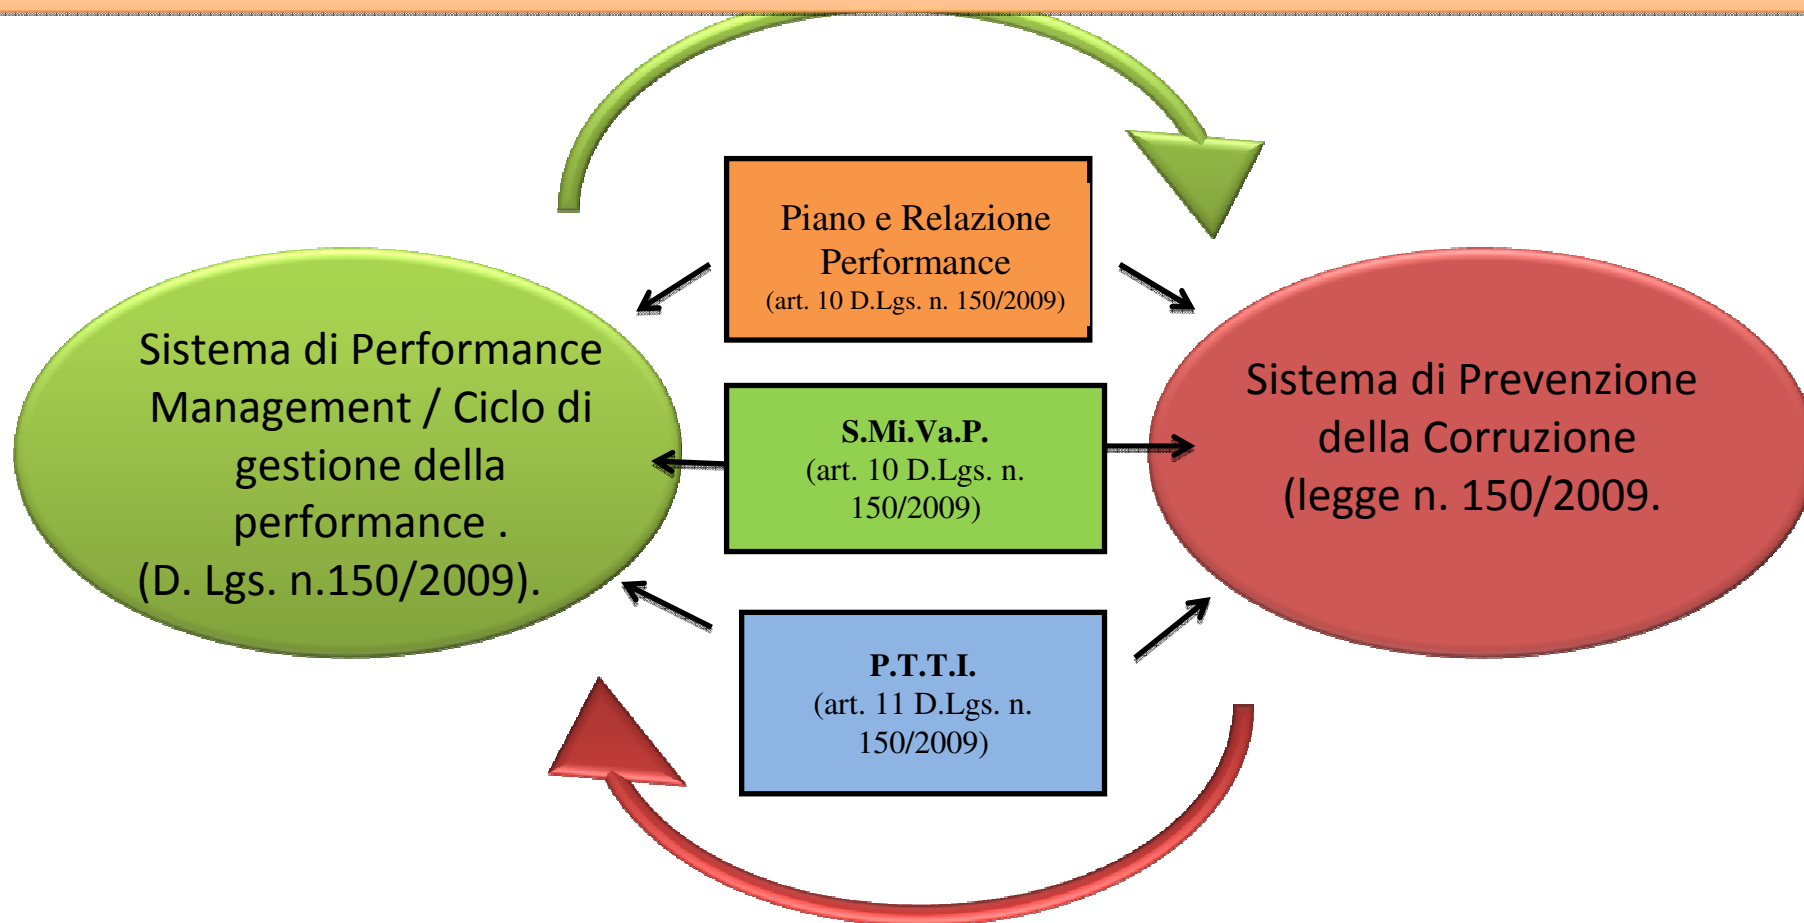 Piano e Relazione
Performance
(art. 10 D.Lgs. n. 150/2009)
Sistema di Performance
Management / Ciclo di
gestione della
performance .
(D. Lgs. n.150/2009).
S.Mi.Va.P.
(art. 10 D.Lgs. n.
150/2009)
Sistema di Prevenzione
della Corruzione
(legge n. 150/2009.
P.T.T.I.
(art. 11 D.Lgs. n.
150/2009)